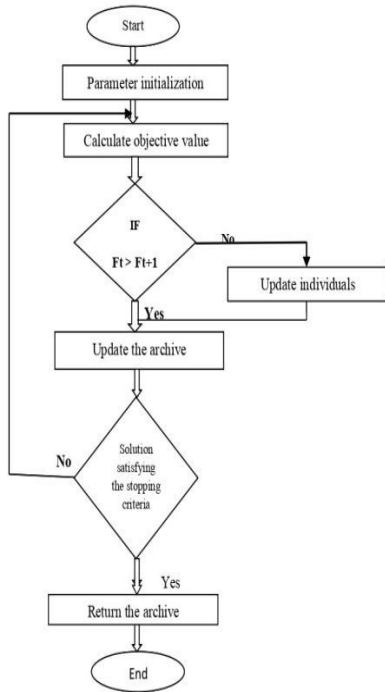 Start
Parameter initialization
Calculate objective value
IF
Ft > Ft+1
No
Update individuals
Yes
Update the archive
Solution
satisfying
the stopping
criteria
No
Yes
Return the archive
End